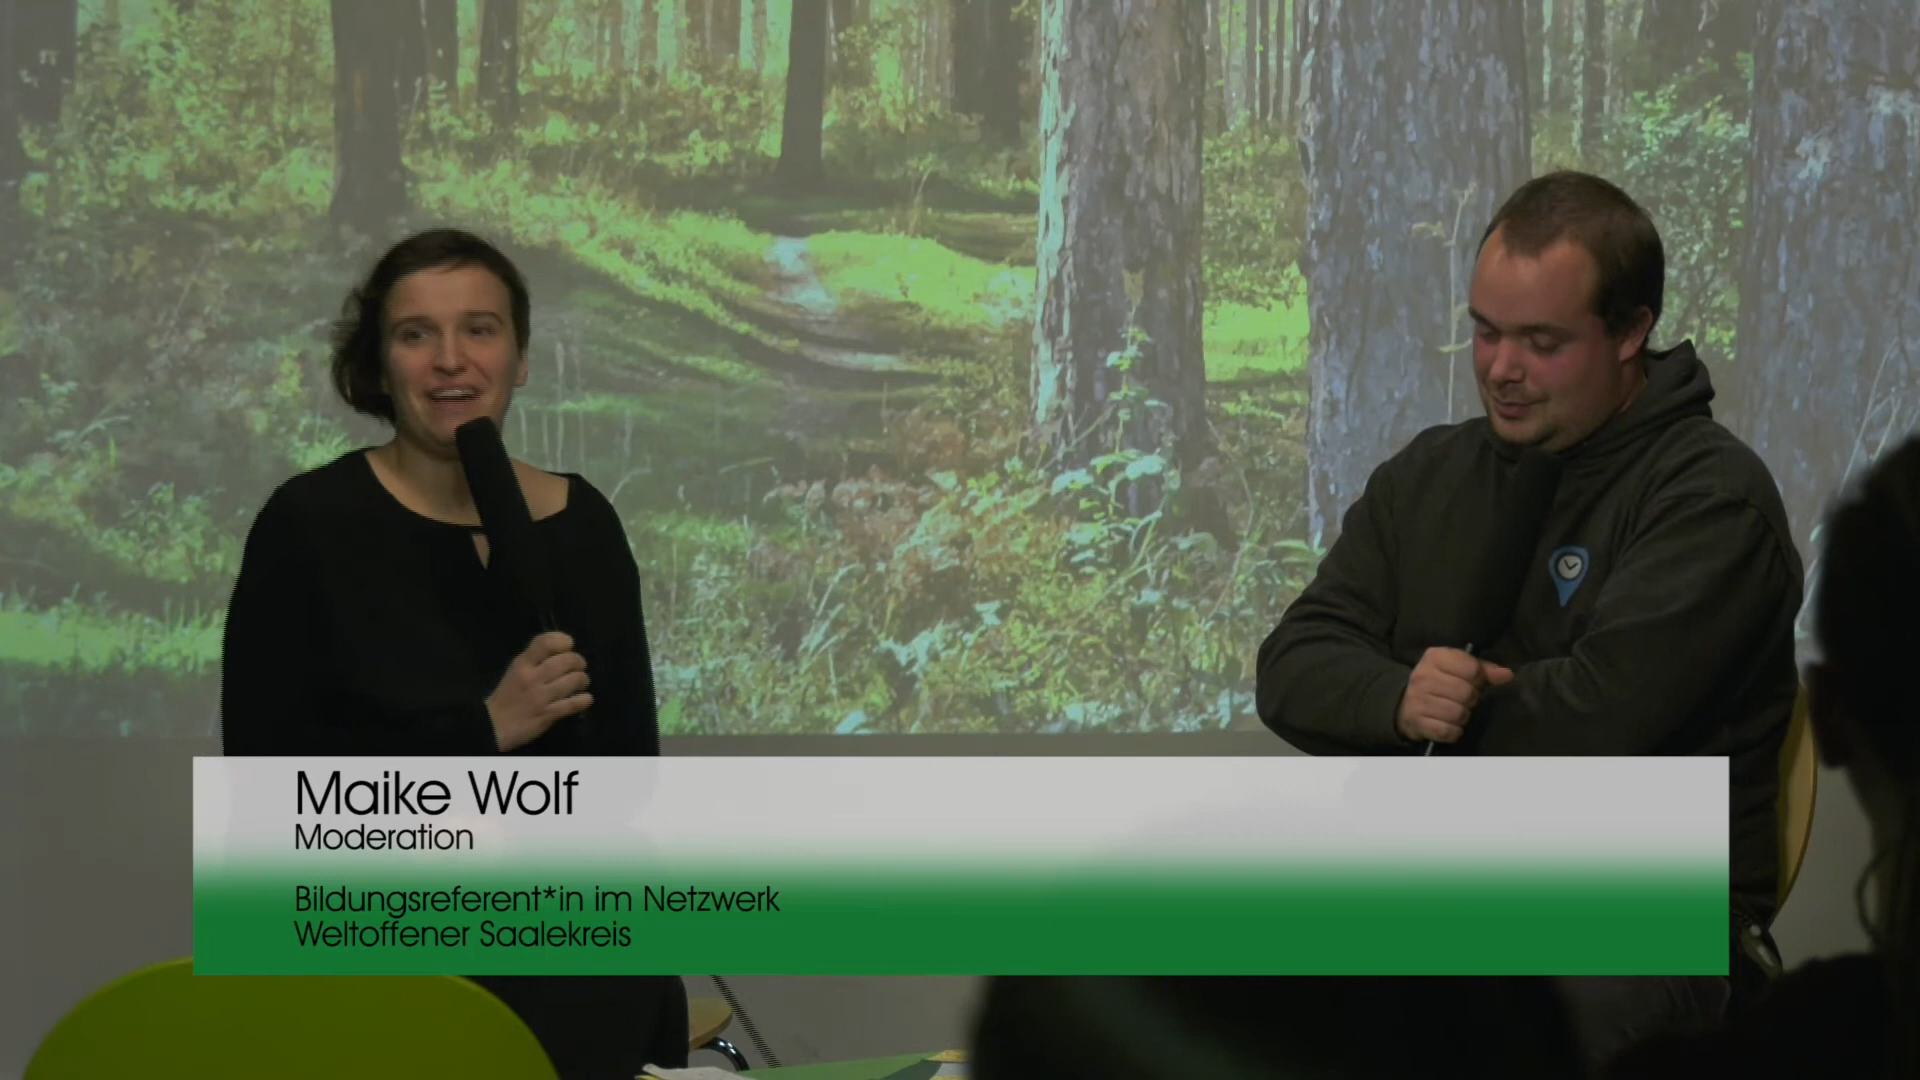 Maike Wolf
Moderation
Bildungsreferent*in im Netzwerk
Weltoffener Saalekreis